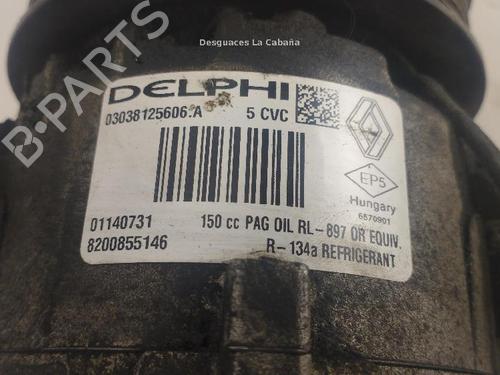 Desguaces La Cabaña
B-PARTS
DELPHI
03038125606.A 5 CVC
EP5
Hungary
6570901
01140731 150 cc PAG OIL RL-897 OR EQUIV.
8200855146 R-134a REFRIGERANT